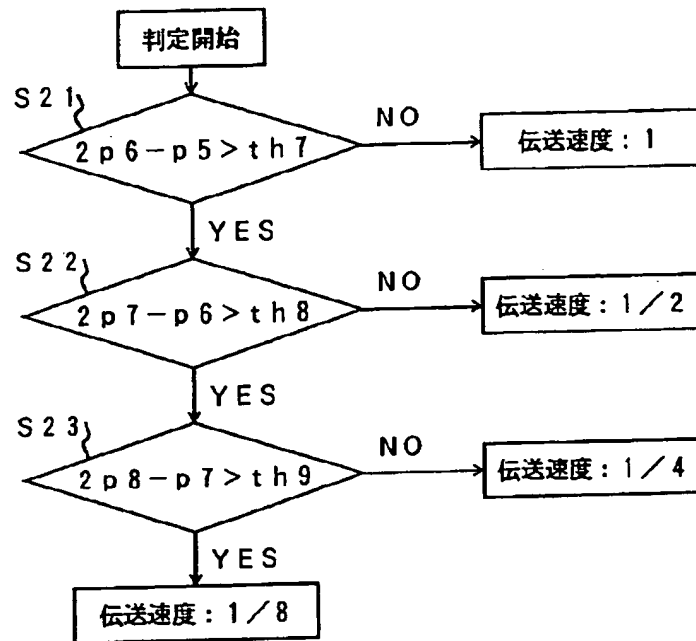 判定開始
S21
2p6-p5>th7
NO
伝送速度:1
YES
S22
2p7-p6>th8
NO
伝送速度:1/2
YES
S23
2p8-p7>th9
NO
伝送速度:1/4
YES
伝送速度:1/8